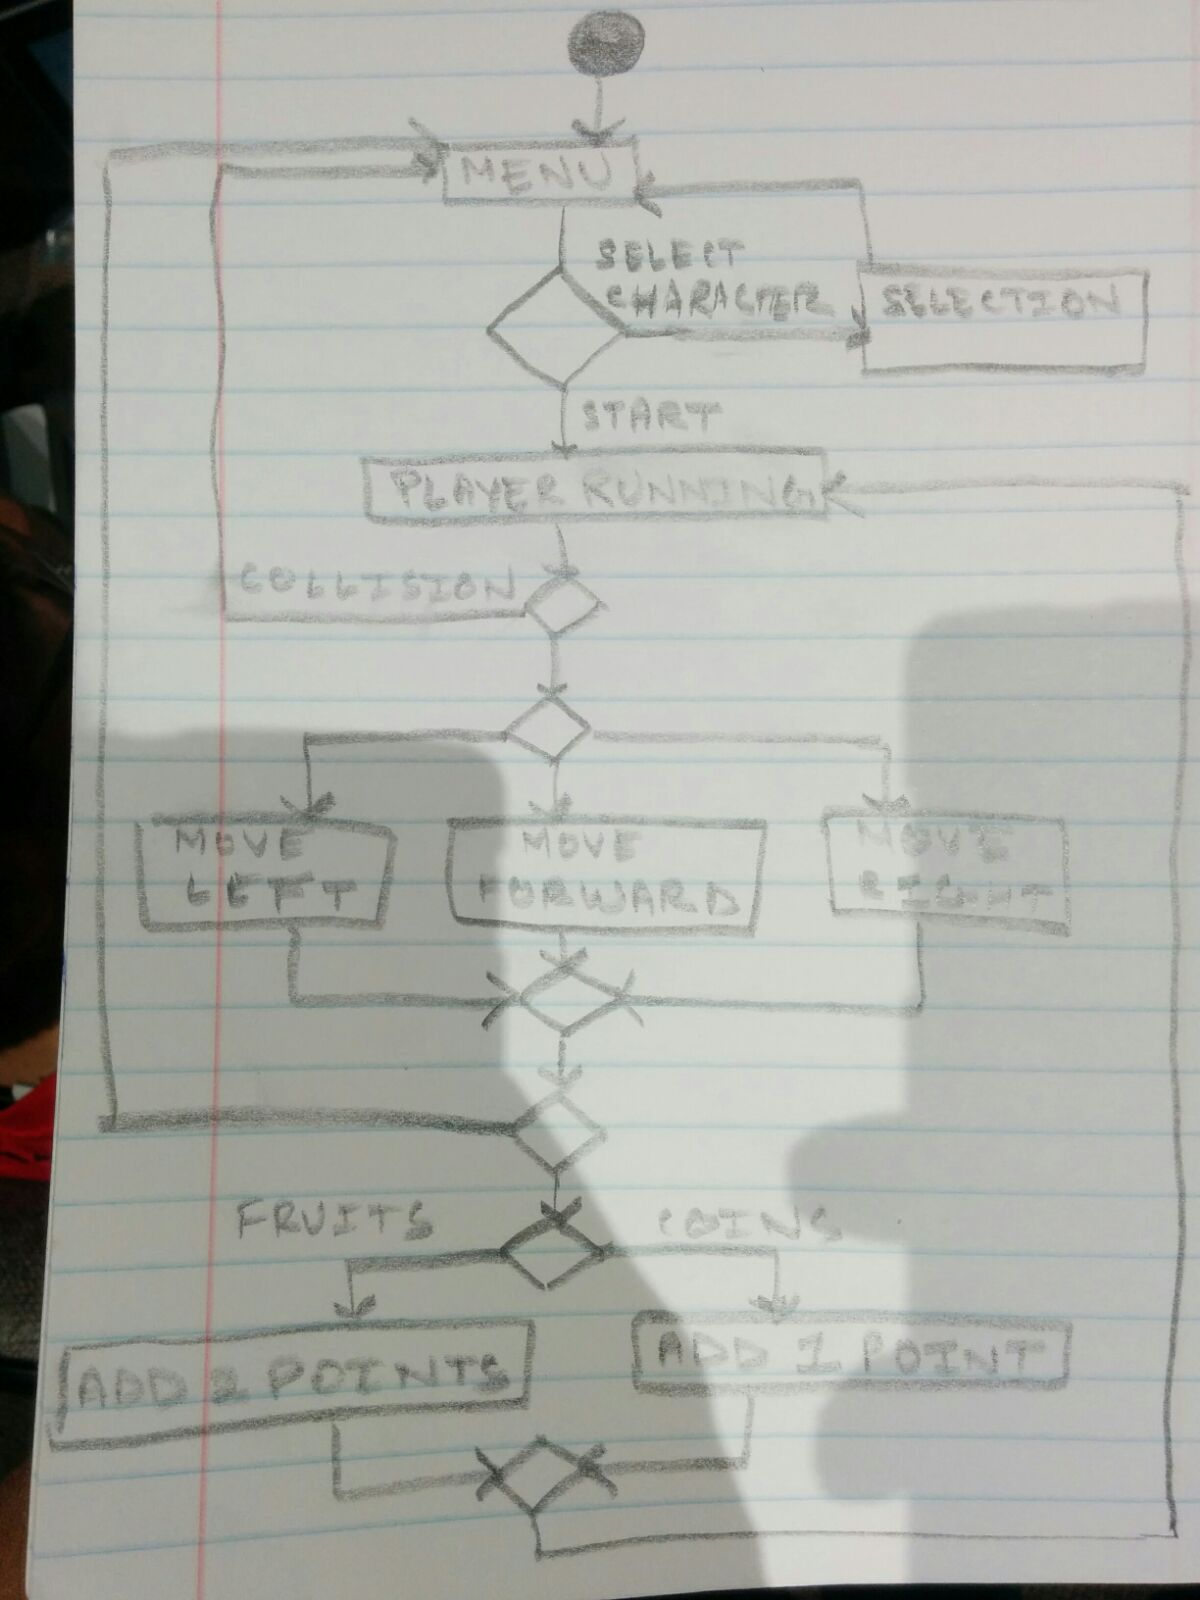 MENU
SELECT
CHARACTER
SELECTION
START
PLAYER RUNNING
COLLISION
MOVE
LEFT
MOVE
FORWARD
MOVE
RIGHT
FRUITS
COINS
ADD 2 POINTS
ADD 1 POINT